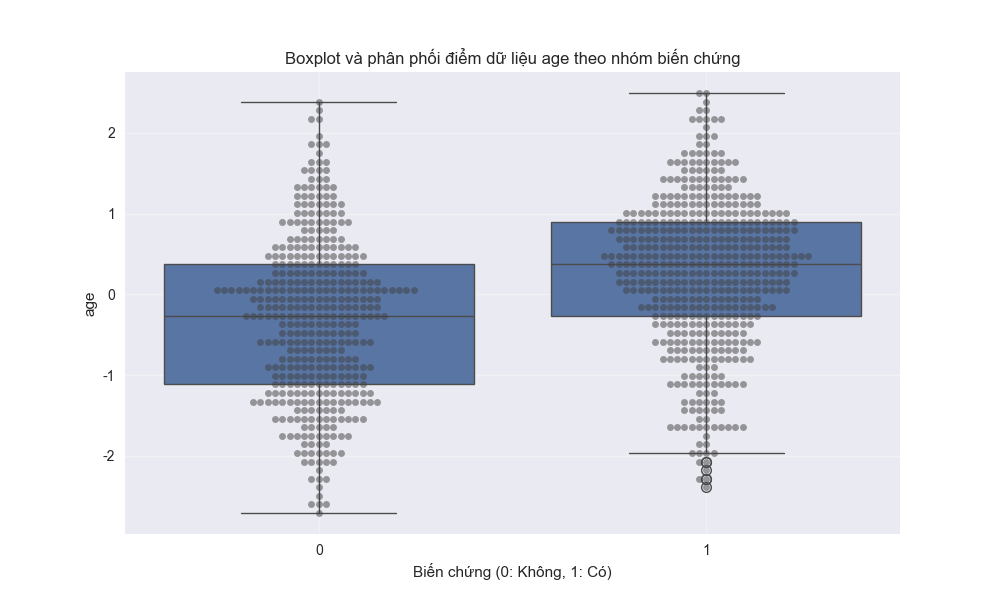 Boxplot và phân phối điểm dữ liệu age theo nhóm biến chứng
age
2
1
0
-1
-2
0
1
Biến chứng (0: Không, 1: Có)